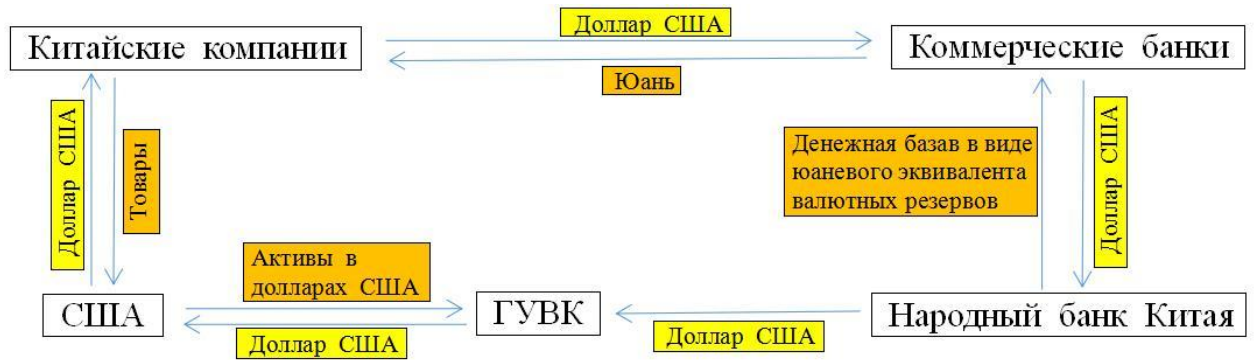 Доллар США
Китайские компании
Коммерческие банки
Юань
Доллар США
Товары
Денежная базав в виде
юаневого эквивалента
валютных резервов
Доллар США
Активы в
долларах США
США
ГУВК
Народный банк Китая
Доллар США
Доллар США